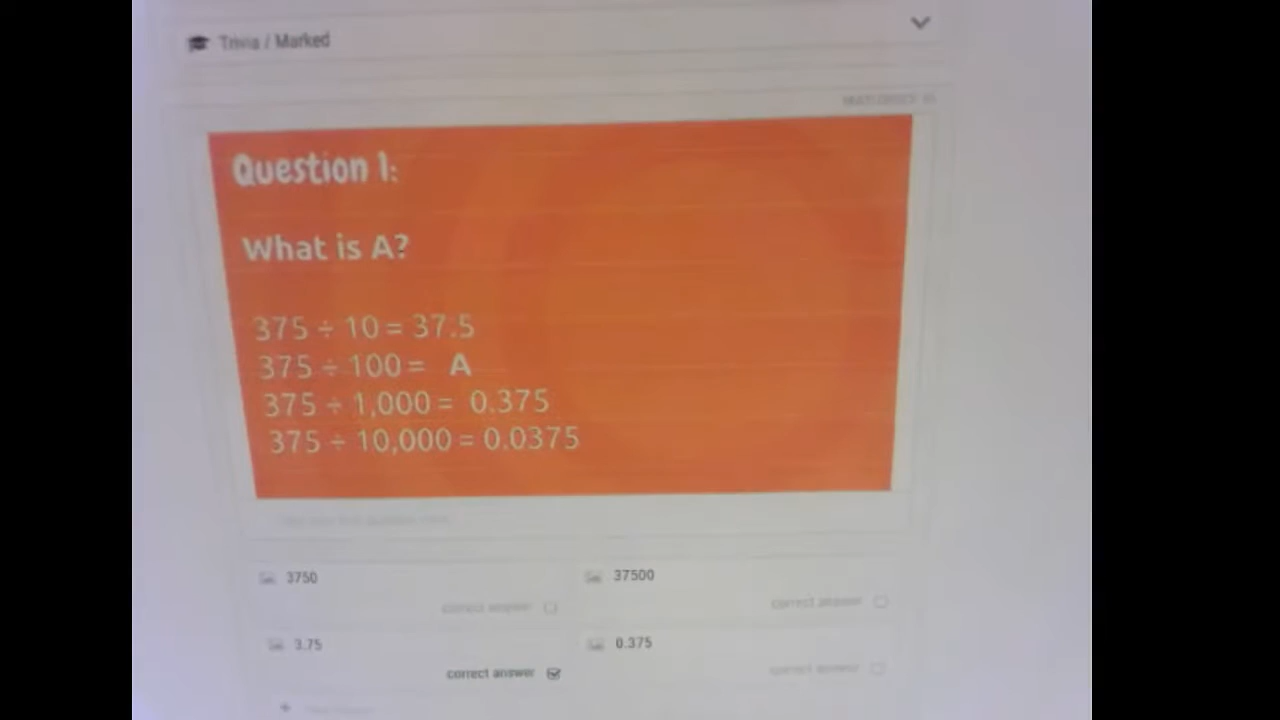 Trivia / Marked
Question 1:
What is A?
375 ÷ 10 = 37.5
375 ÷ 100 = A
375 ÷ 1,000 = 0.375
375 ÷ 10,000 = 0.0375
3750
37500
correct answer
correct answer
3.75
0.375
correct answer
correct answer